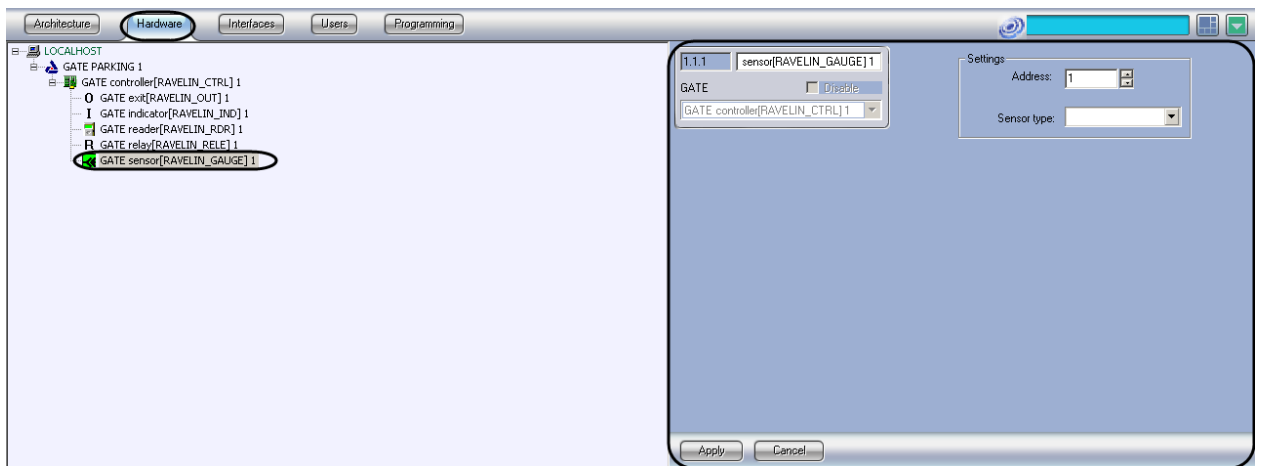 Architecture Hardware Interfaces Users Programming
LOCALHOST
GATE PARKING 1
GATE controller[RAVELIN_CTRL] 1
O GATE exit[RAVELIN_OUT] 1
I GATE indicator[RAVELIN_IND] 1
GATE reader[RAVELIN_RDR] 1
R GATE relay[RAVELIN_RELE] 1
GATE sensor[RAVELIN_GAUGE] 1
1.1.1 sensor[RAVELIN_GAUGE] 1
GATE Disable
GATE controller[RAVELIN_CTRL] 1
Settings
Address: 1
Sensor type:
Apply Cancel